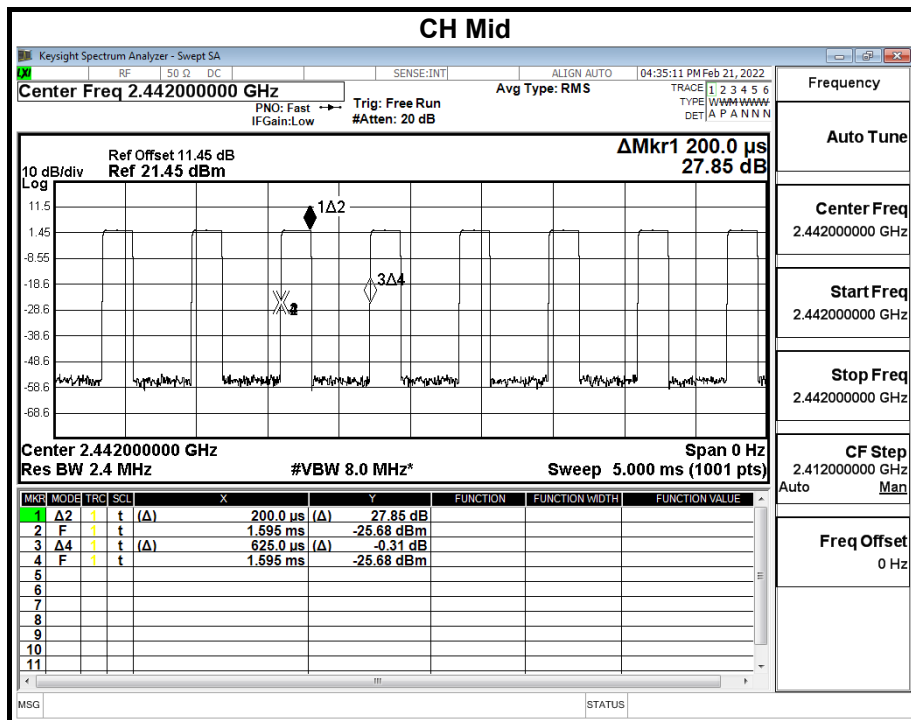 CH Mid
Keysight Spectrum Analyzer - Swept SA
LXI RF 50 Ω DC SENSE:INT ALIGN AUTO 04:35:11 PM Feb 21, 2022
Center Freq 2.442000000 GHz
PNO: Fast
IFGain:Low
Trig: Free Run
#Atten: 20 dB
Avg Type: RMS
TRACE 1 2 3 4 5 6
TYPE WWMWWWW
DET A P A N N N
Ref Offset 11.45 dB
10 dB/div Ref 21.45 dBm
Log
ΔMkr1 200.0 µs
27.85 dB
11.5
1.45
-8.55
-18.6
-28.6
-38.6
-48.6
-58.6
-68.6
1Δ2
3Δ4
Center 2.442000000 GHz Span 0 Hz
Res BW 2.4 MHz #VBW 8.0 MHz* Sweep 5.000 ms (1001 pts)
MKR MODE TRC SCL X Y FUNCTION FUNCTION WIDTH FUNCTION VALUE
1 Δ2 1 t (Δ) 200.0 µs (Δ) 27.85 dB
2 F 1 t 1.595 ms -25.68 dBm
3 Δ4 1 t (Δ) 625.0 µs (Δ) -0.31 dB
4 F 1 t 1.595 ms -25.68 dBm
5
6
7
8
9
10
11
MSG STATUS
Frequency
Auto Tune
Center Freq
2.442000000 GHz
Start Freq
2.442000000 GHz
Stop Freq
2.442000000 GHz
CF Step
2.412000000 GHz
Auto Man
Freq Offset
0 Hz